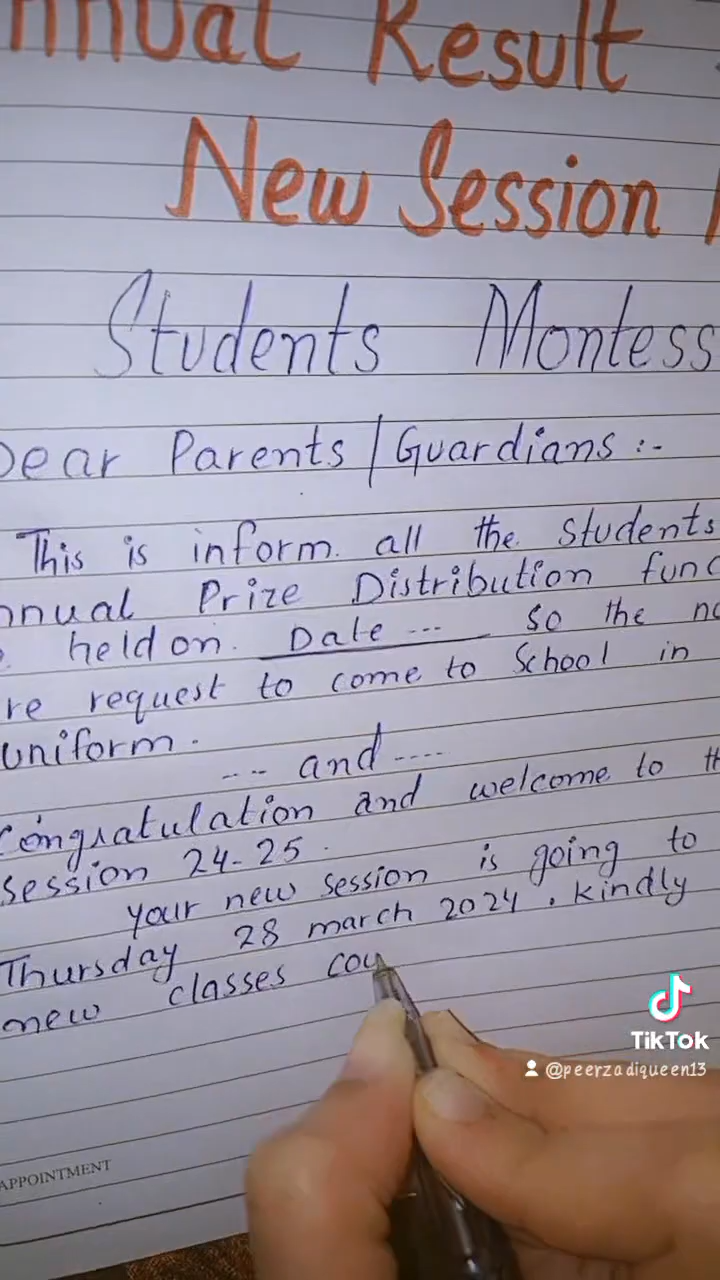 nnual Result
New Session
Students Montess
Dear Parents / Guardians :-
This is inform. all the students
nnual Prize Distribution func
held on. Date --- so the
re request to come to School in
uniform.
---- and ----
Congratulation and welcome to th
Session 24-25.
your new session is going to
Thursday 28 march 2024. kindly
new classes cou
TikTok
@peerzadiqueen13
APPOINTMENT